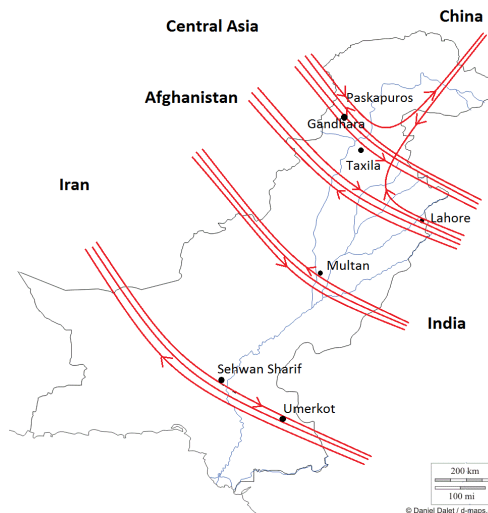 China
Central Asia
Paskapuros
Afghanistan
Gandhara
Taxila
Iran
Lahore
Multan
India
Sehwan Sharif
Umerkot
200 km
100 mi
© Daniel Dalet / d-maps.